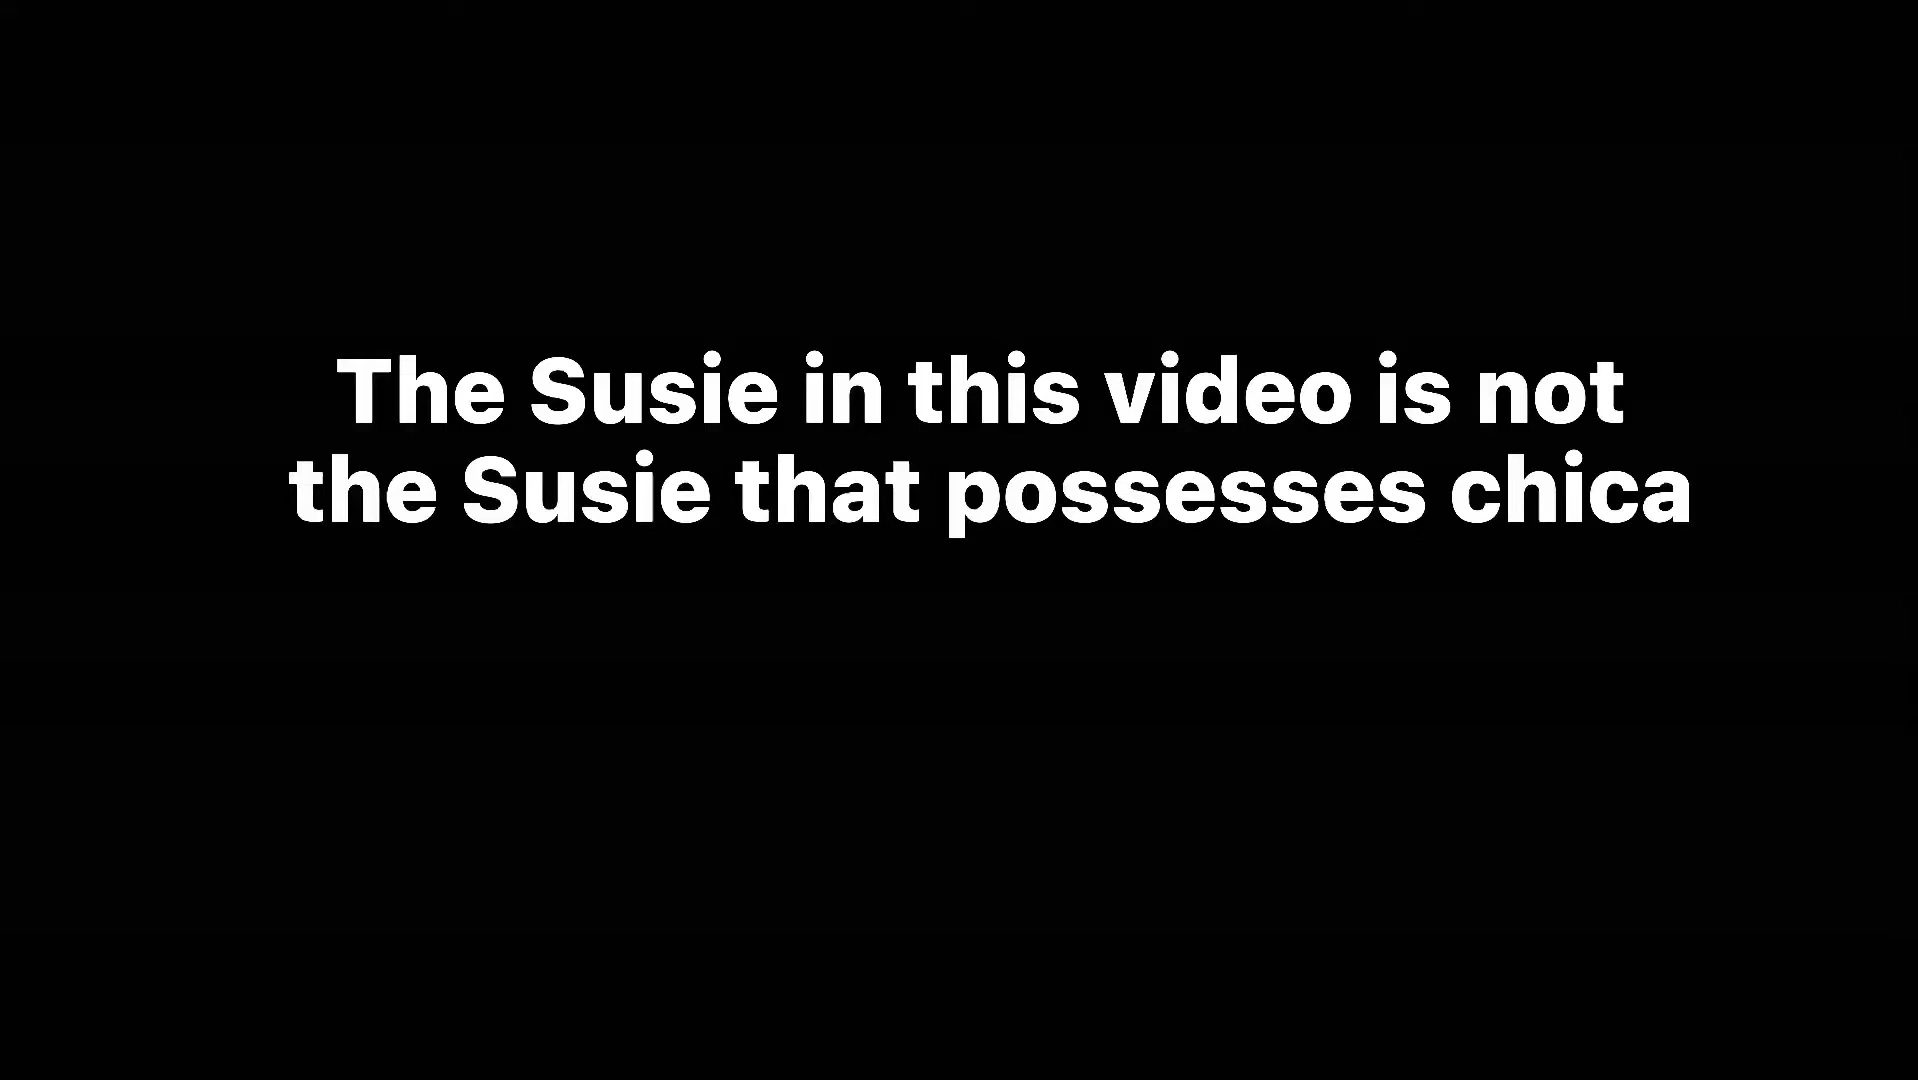 The Susie in this video is not
the Susie that possesses chica